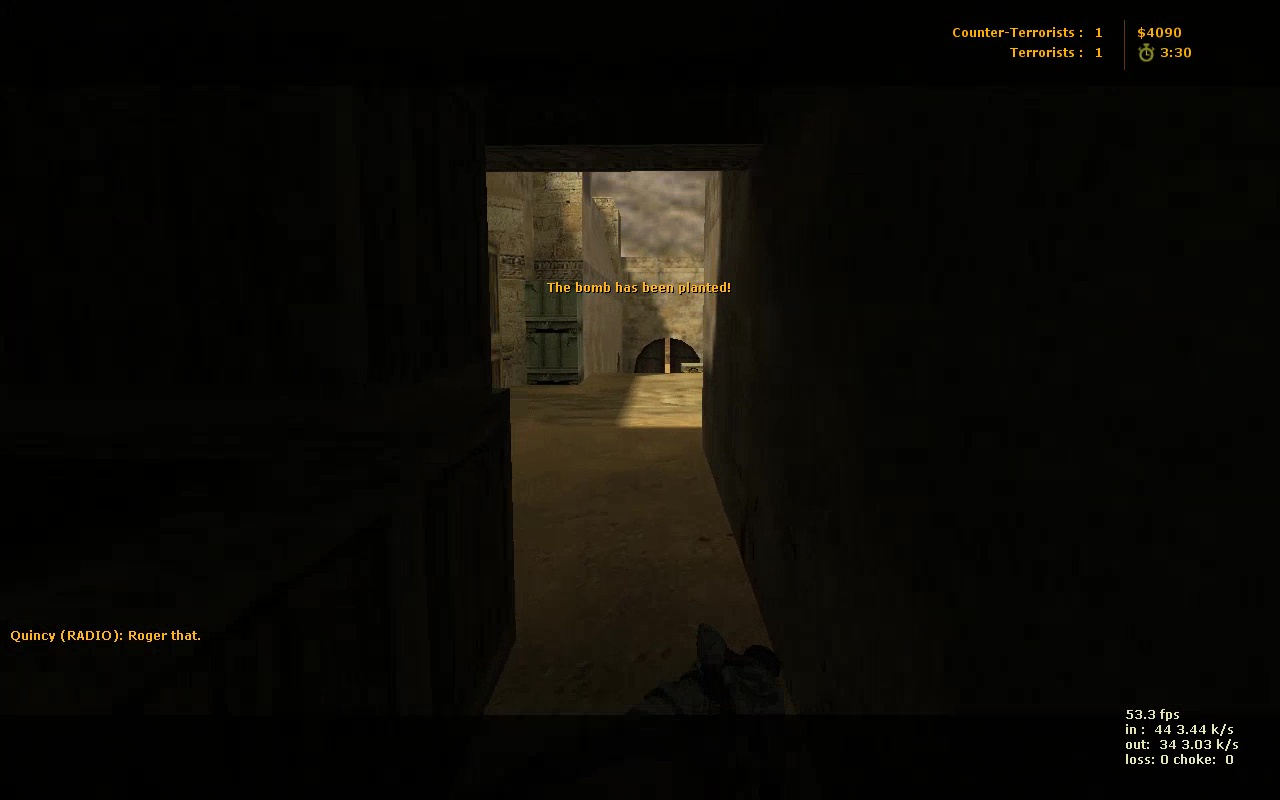 Counter-Terrorists : 1 $4090
Terrorists : 1 3:30
The bomb has been planted!
Quincy (RADIO): Roger that.
53.3 fps
in : 44 3.44 k/s
out: 34 3.03 k/s
loss: 0 choke: 0